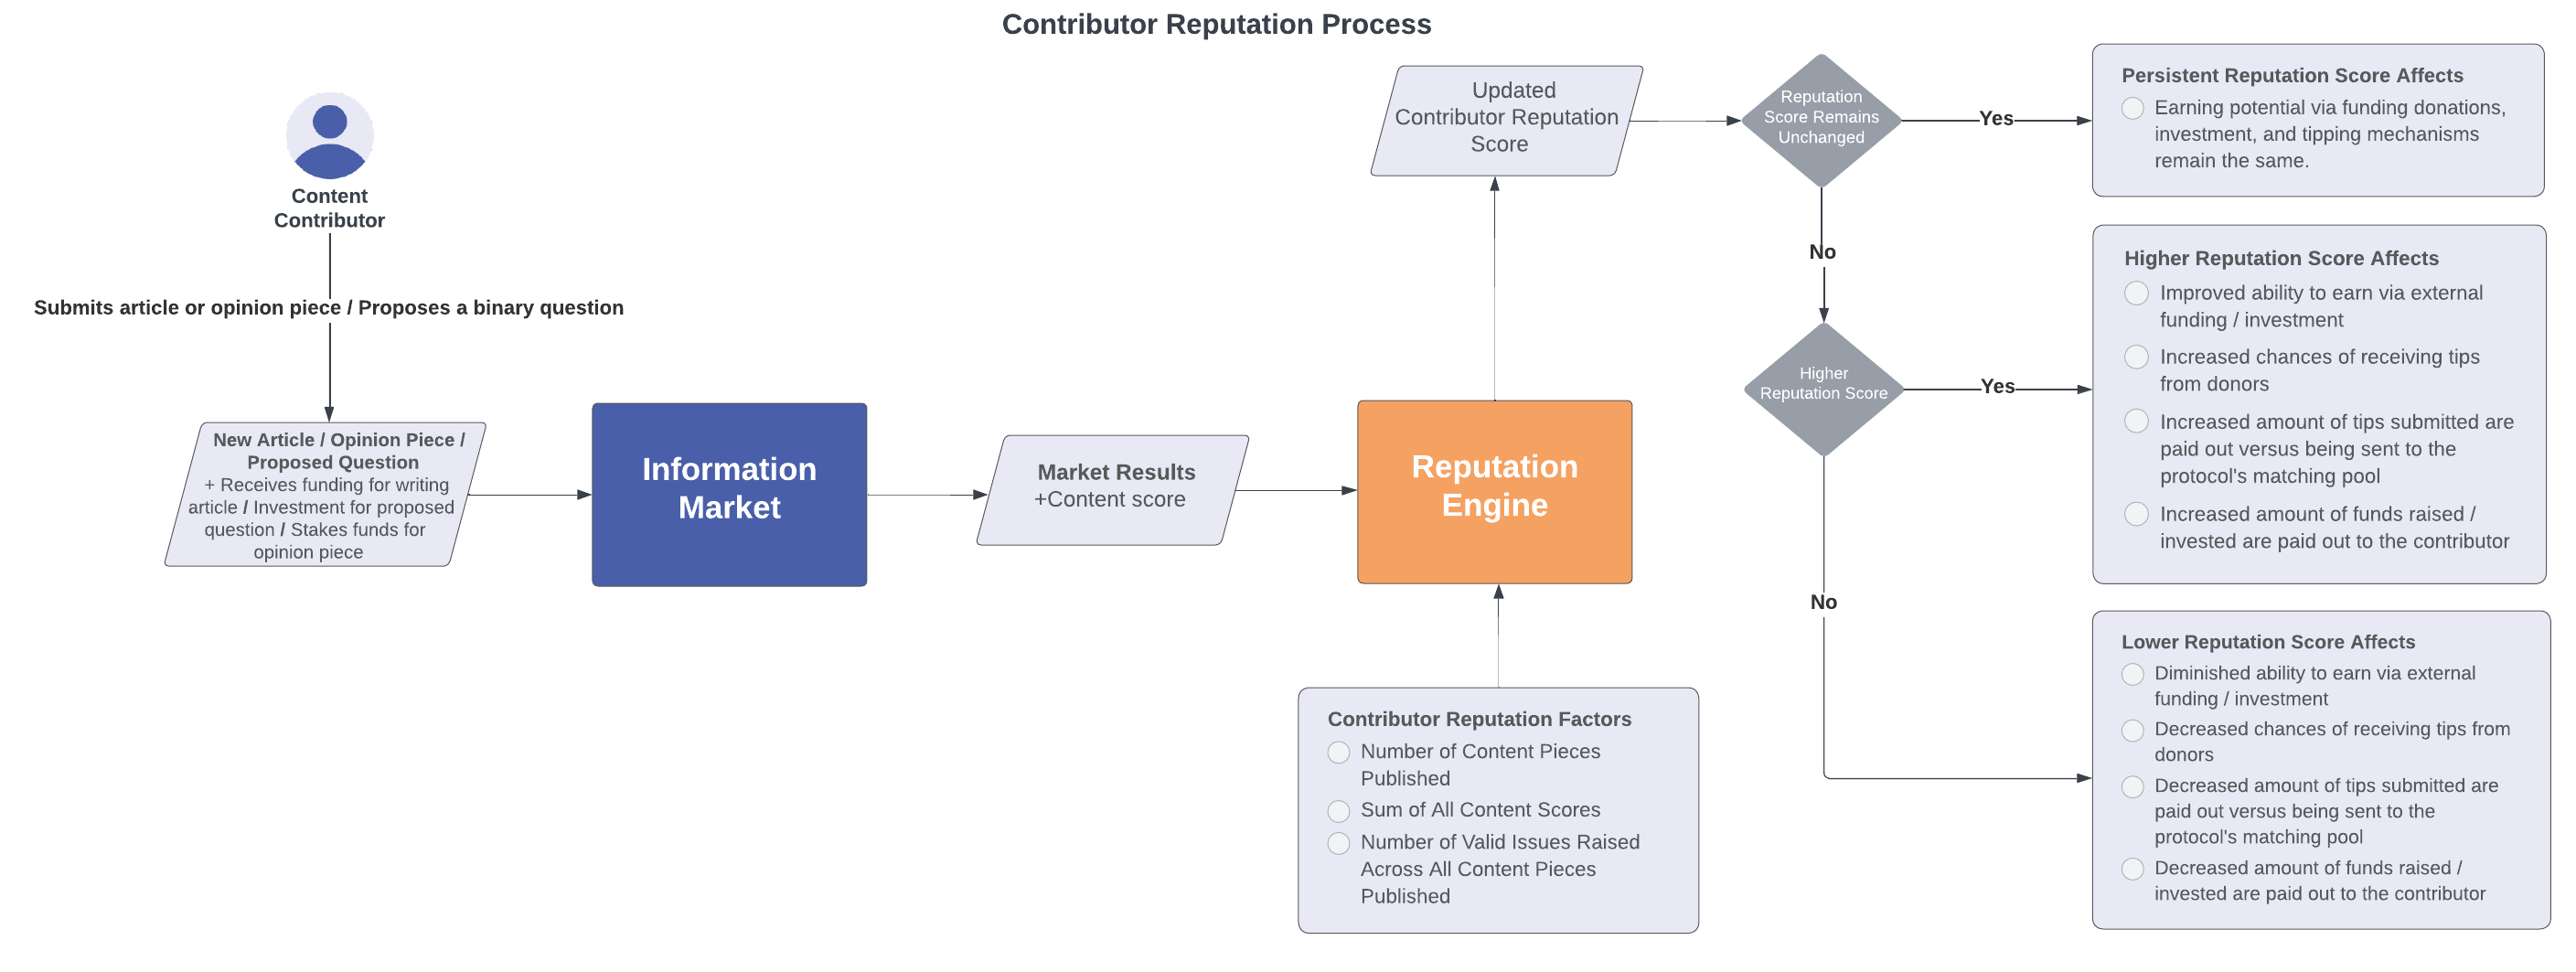 Contributor Reputation Process
Content
Contributor
Submits article or opinion piece / Proposes a binary question
New Article / Opinion Piece /
Proposed Question
+ Receives funding for writing
article / Investment for proposed
question / Stakes funds for
opinion piece
Information
Market
Market Results
+Content score
Reputation
Engine
Contributor Reputation Factors
Number of Content Pieces
Published
Sum of All Content Scores
Number of Valid Issues Raised
Across All Content Pieces
Published
Updated
Contributor Reputation
Score
Reputation
Score Remains
Unchanged
Yes
No
Persistent Reputation Score Affects
Earning potential via funding donations,
investment, and tipping mechanisms
remain the same.
Higher
Reputation Score
Yes
No
Higher Reputation Score Affects
Improved ability to earn via external
funding / investment
Increased chances of receiving tips
from donors
Increased amount of tips submitted are
paid out versus being sent to the
protocol's matching pool
Increased amount of funds raised /
invested are paid out to the contributor
Lower Reputation Score Affects
Diminished ability to earn via external
funding / investment
Decreased chances of receiving tips from
donors
Decreased amount of tips submitted are
paid out versus being sent to the
protocol's matching pool
Decreased amount of funds raised /
invested are paid out to the contributor